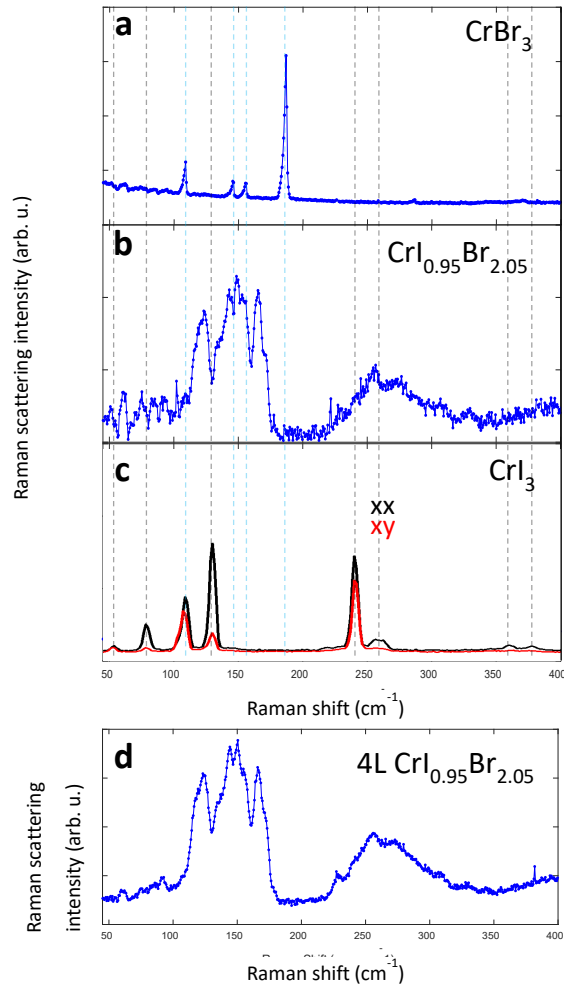 a
CrBr3
b
CrI0.95Br2.05
Raman scattering intensity (arb. u.)
c
CrI3
xx
xy
50 100 150 200 250 300 350 400
Raman shift (cm-1)
d
4L CrI0.95Br2.05
Raman scattering
intensity (arb. u.)
50 100 150 200 250 300 350 400
Raman shift (cm-1)